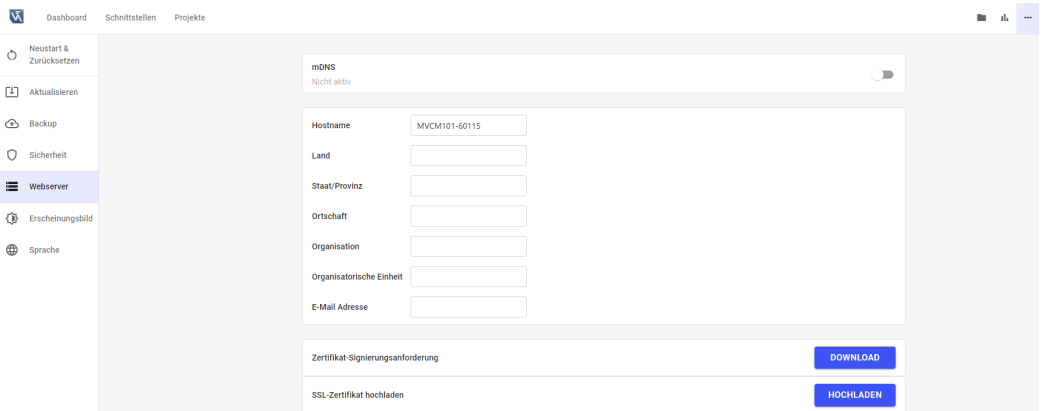 Dashboard
Schnittstellen
Projekte
Neustart &
Zurücksetzen
Aktualisieren
Backup
Sicherheit
Webserver
Erscheinungsbild
Sprache
mDNS
Nicht aktiv
Hostname
MVCM101-60115
Land
Staat/Provinz
Ortschaft
Organisation
Organisatorische Einheit
E-Mail Adresse
Zertifikat-Signierungsanforderung
DOWNLOAD
SSL-Zertifikat hochladen
HOCHLADEN